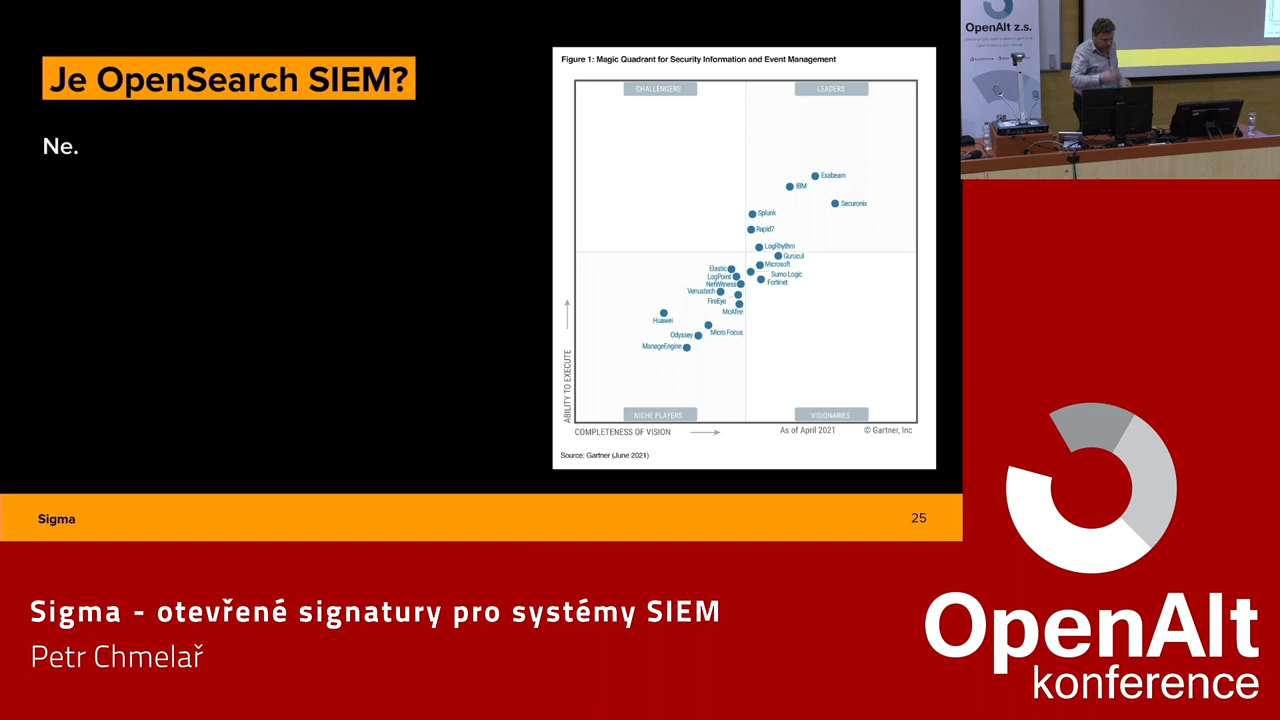 Je OpenSearch SIEM?
Ne.
Figure 1: Magic Quadrant for Security Information and Event Management
CHALLENGERS
LEADERS
Exabeam
IBM
Securonix
Splunk
Rapid7
LogRhythm
Gurucul
Microsoft
Elastic
Sumo Logic
LogPoint
Fortinet
NetWitness
Venustech
FireEye
McAfee
Huawei
Micro Focus
Odyssey
ManageEngine
ABILITY TO EXECUTE
NICHE PLAYERS
VISIONARIES
COMPLETENESS OF VISION
As of April 2021
© Gartner, Inc
Source: Gartner (June 2021)
Sigma
25
OpenAlt z.s.
Sigma - otevřené signatury pro systémy SIEM
Petr Chmelař
OpenAlt
konference